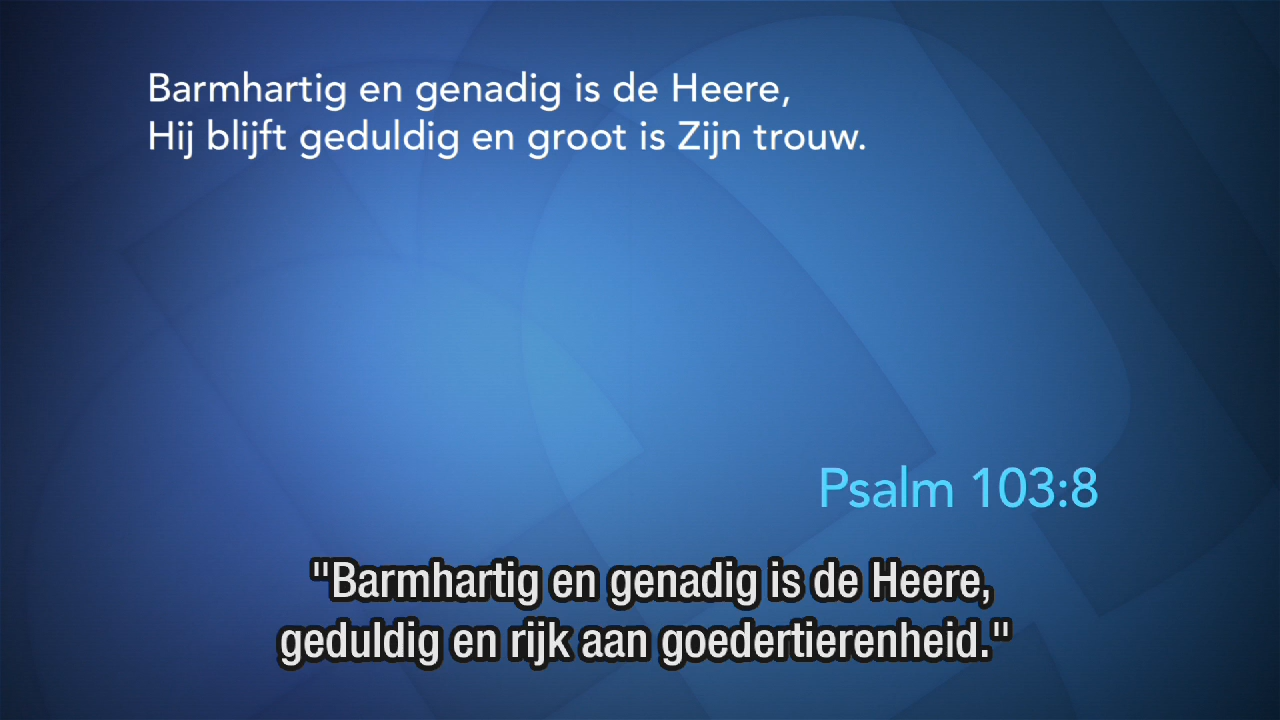 Barmhartig en genadig is de Heere,
Hij blijft geduldig en groot is Zijn trouw.
Psalm 103:8
"Barmhartig en genadig is de Heere,
geduldig en rijk aan goedertierenheid."